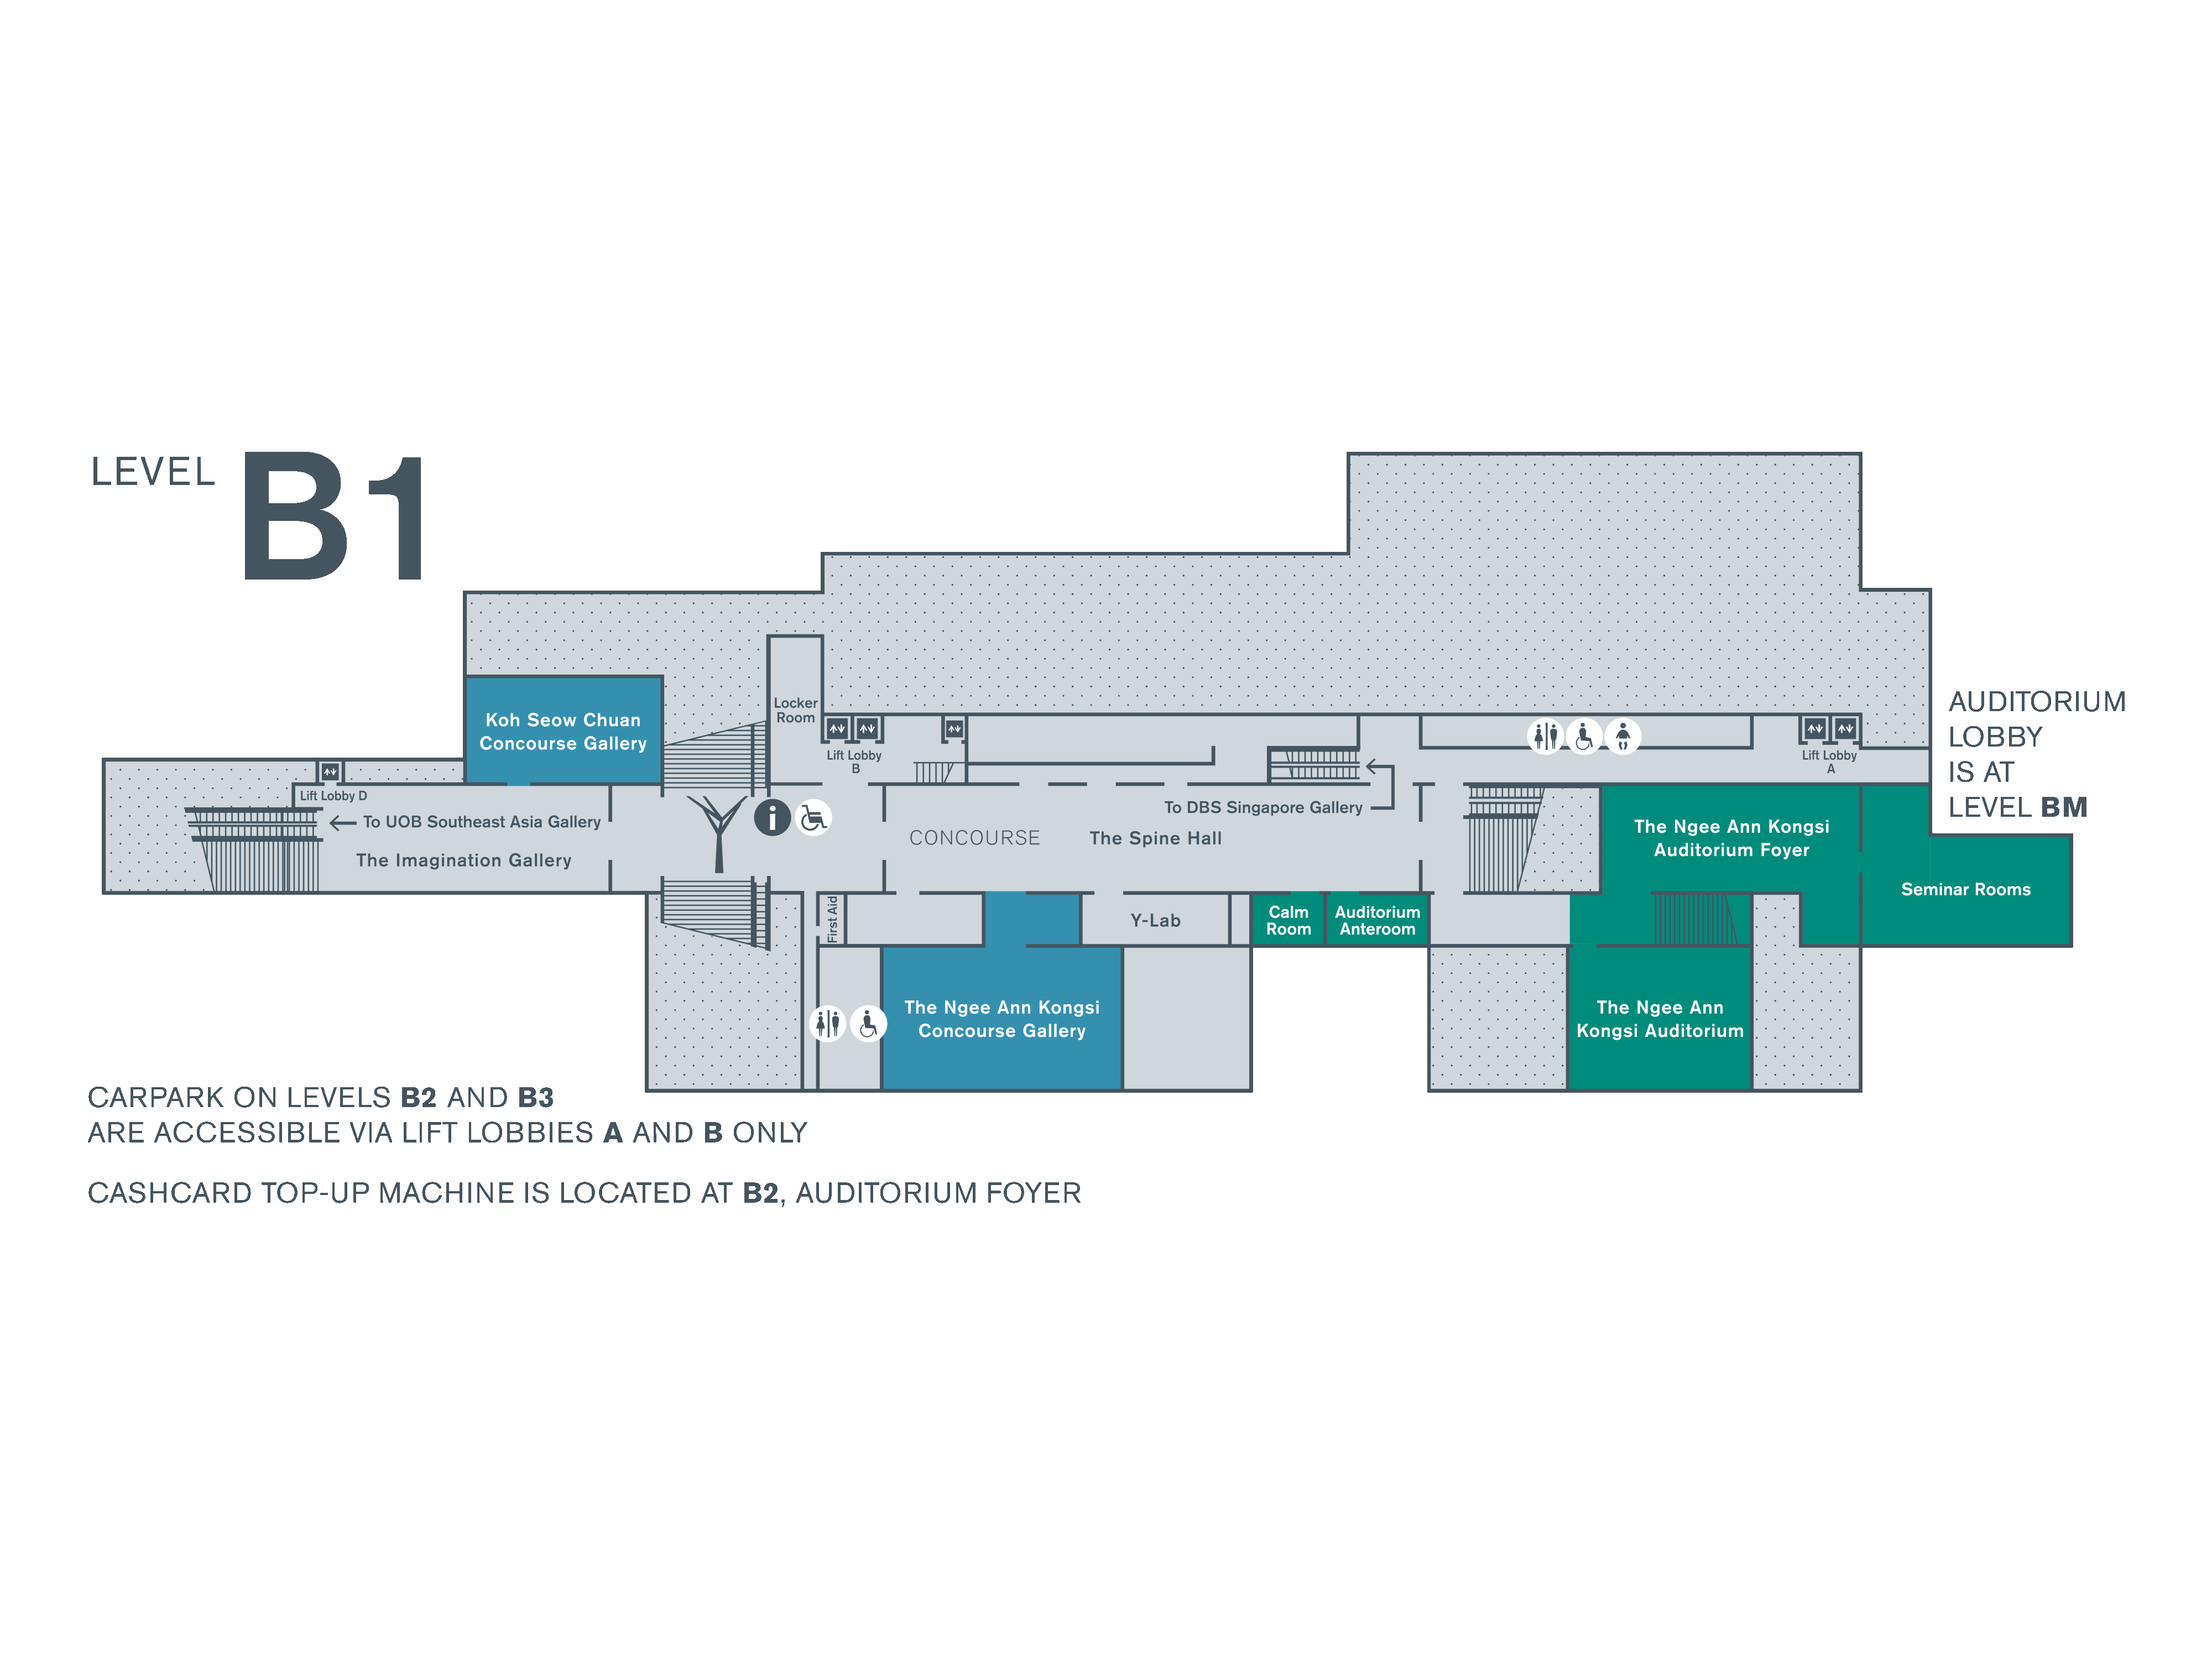 LEVEL B1
Koh Seow Chuan
Concourse Gallery
Locker
Room
Lift Lobby
B
Lift Lobby
A
AUDITORIUM
LOBBY
IS AT
LEVEL BM
Lift Lobby D
To UOB Southeast Asia Gallery
The Imagination Gallery
i
CONCOURSE
The Spine Hall
To DBS Singapore Gallery
The Ngee Ann Kongsi
Auditorium Foyer
Seminar Rooms
First Aid
Y-Lab
Calm
Room
Auditorium
Anteroom
The Ngee Ann Kongsi
Concourse Gallery
The Ngee Ann
Kongsi Auditorium
CARPARK ON LEVELS B2 AND B3
ARE ACCESSIBLE VIA LIFT LOBBIES A AND B ONLY
CASHCARD TOP-UP MACHINE IS LOCATED AT B2, AUDITORIUM FOYER